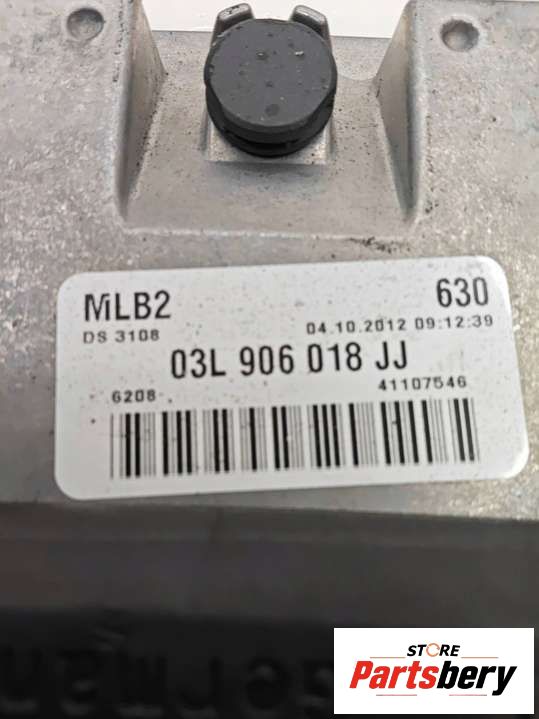 MLB2 630
DS 3108 04.10.2012 09:12:39
03L 906 018 JJ
6208 41107546
STORE
Partsbery